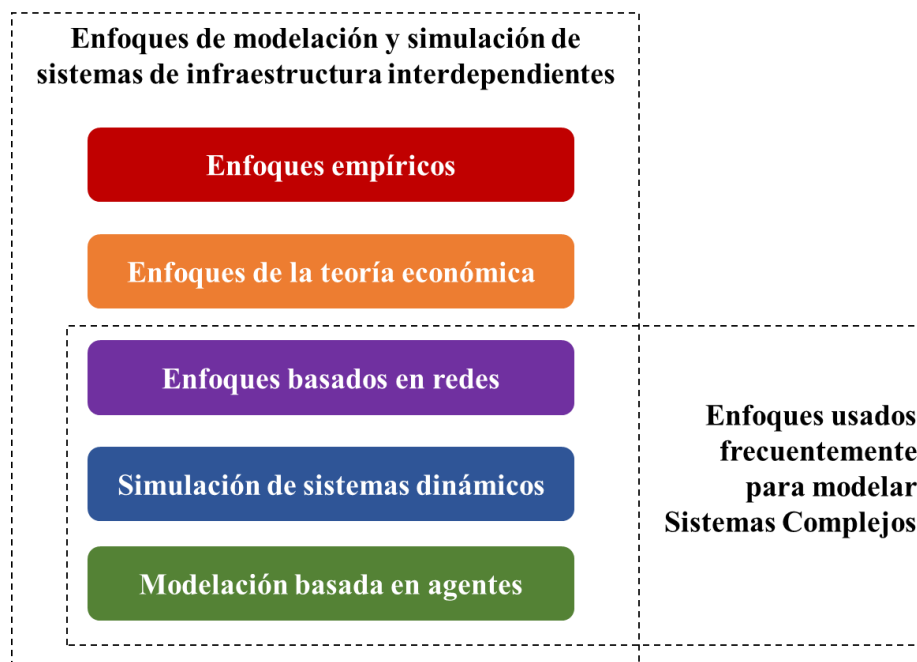 Enfoques de modelación y simulación de
sistemas de infraestructura interdependientes
Enfoques empíricos
Enfoques de la teoría económica
Enfoques basados en redes
Simulación de sistemas dinámicos
Modelación basada en agentes
Enfoques usados
frecuentemente
para modelar
Sistemas Complejos